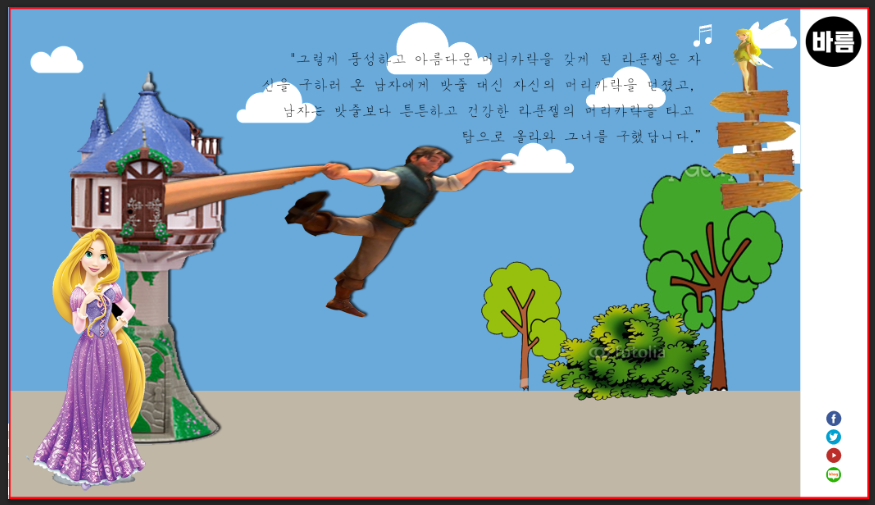 "그렇게 풍성하고 아름다운 머리카락을 갖게 된 라푼젤은 자
신을 구하러 온 남자에게 밧줄 대신 자신의 머리카락을 던졌고,
남자는 밧줄보다 튼튼하고 건강한 라푼젤의 머리카락을 타고
탑으로 올라와 그녀를 구했답니다."
바름
fotolia